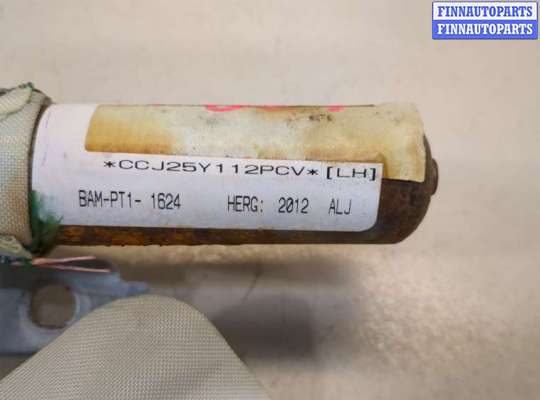 FINNAUTOPARTS
FINNAUTOPARTS
*CCJ25Y112PCV*[LH]
BAM-PT1- 1624 HERG: 2012 ALJ